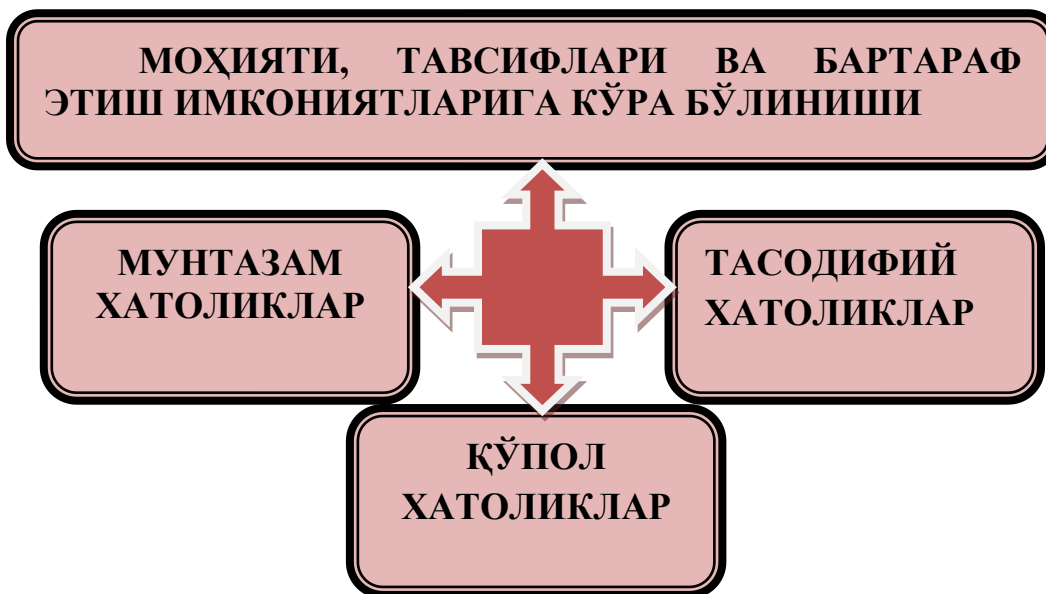 МОҲИЯТИ, ТАВСИФЛАРИ ВА БАРТАРАФ
ЭТИШ ИМКОНИЯТЛАРИГА КЎРА БЎЛИНИШИ
МУНТАЗАМ
ХАТОЛИКЛАР
ТАСОДИФИЙ
ХАТОЛИКЛАР
ҚЎПОЛ
ХАТОЛИКЛАР